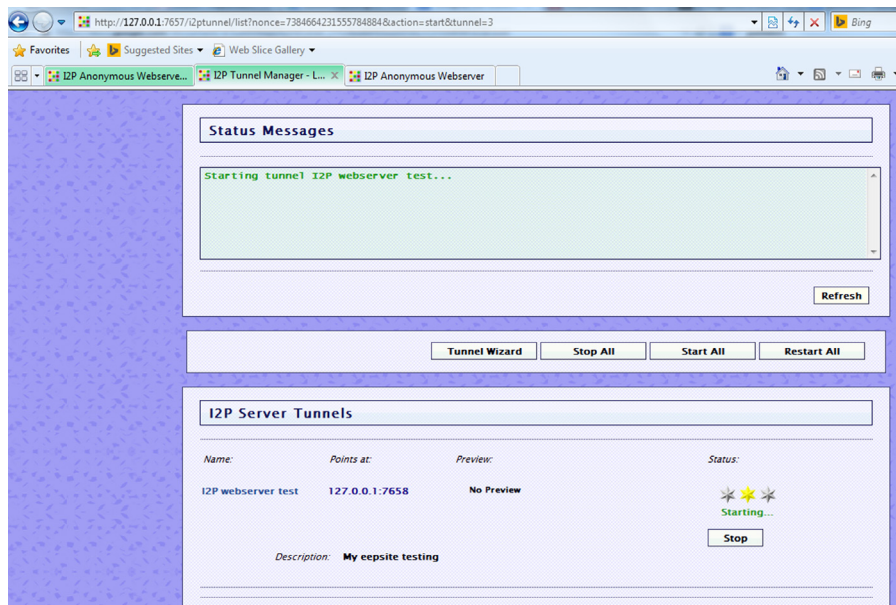 http://127.0.0.1:7657/i2ptunnel/list?nonce=7384664231555784884&action=start&tunnel=3
Bing
Favorites
Suggested Sites
Web Slice Gallery
I2P Anonymous Webserve...
I2P Tunnel Manager - L...
I2P Anonymous Webserver
Status Messages
Starting tunnel I2P webserver test...
Refresh
Tunnel Wizard
Stop All
Start All
Restart All
I2P Server Tunnels
Name: Points at: Preview: Status:
I2P webserver test 127.0.0.1:7658 No Preview
Starting...
Stop
Description: My eepsite testing